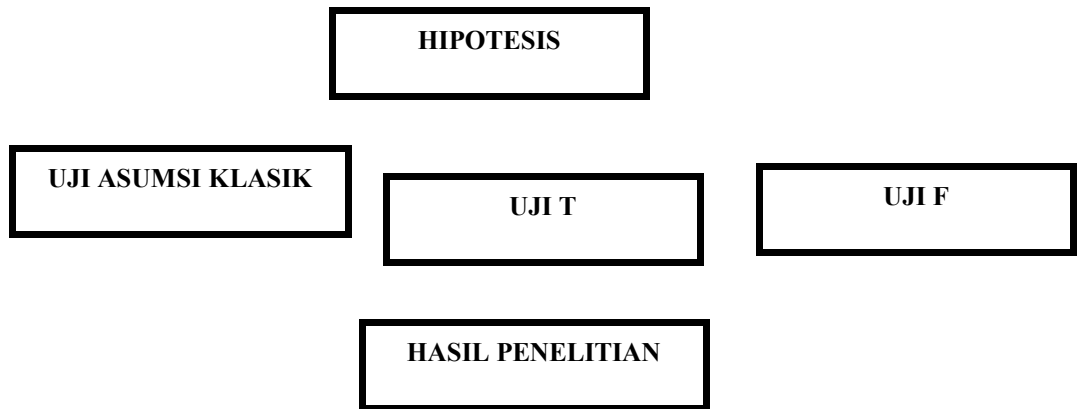 HIPOTESIS
UJI ASUMSI KLASIK
UJI T
UJI F
HASIL PENELITIAN